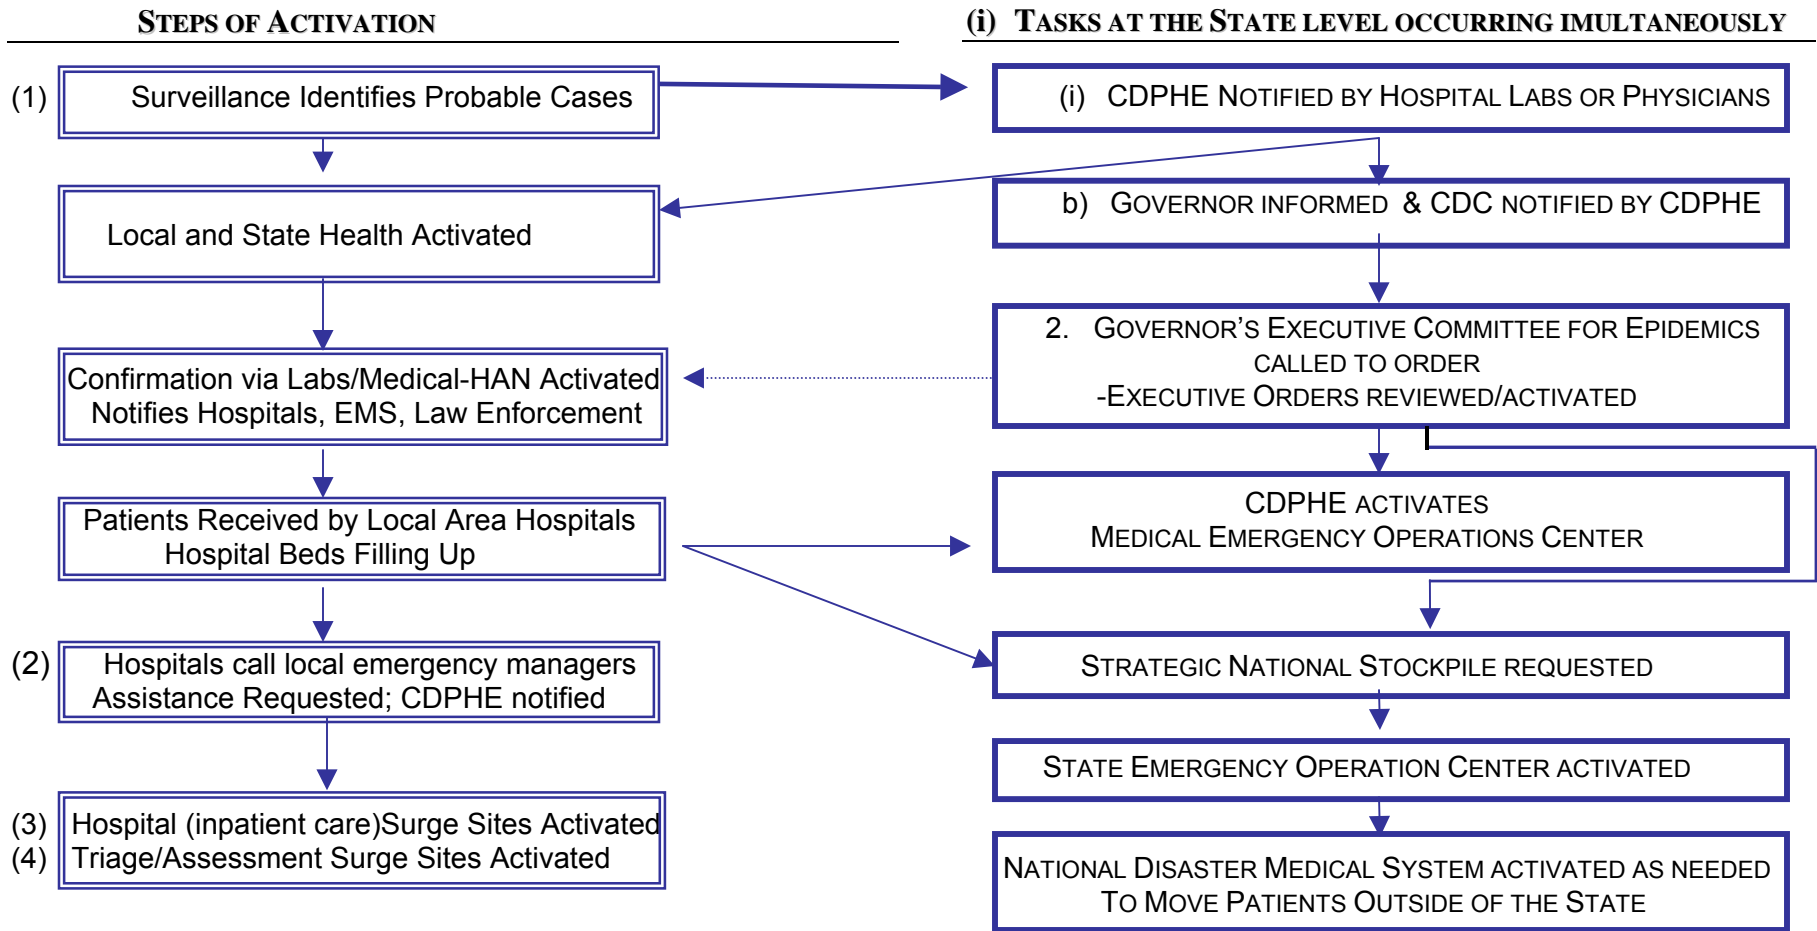 STEPS OF ACTIVATION
(1) Surveillance Identifies Probable Cases
Local and State Health Activated
Confirmation via Labs/Medical-HAN Activated
Notifies Hospitals, EMS, Law Enforcement
Patients Received by Local Area Hospitals
Hospital Beds Filling Up
(2) Hospitals call local emergency managers
Assistance Requested; CDPHE notified
(3) Hospital (inpatient care)Surge Sites Activated
(4) Triage/Assessment Surge Sites Activated
(i) TASKS AT THE STATE LEVEL OCCURRING IMULTANEOUSLY
(i) CDPHE NOTIFIED BY HOSPITAL LABS OR PHYSICIANS
b) GOVERNOR INFORMED & CDC NOTIFIED BY CDPHE
2. GOVERNOR'S EXECUTIVE COMMITTEE FOR EPIDEMICS
CALLED TO ORDER
-EXECUTIVE ORDERS REVIEWED/ACTIVATED
CDPHE ACTIVATES
MEDICAL EMERGENCY OPERATIONS CENTER
STRATEGIC NATIONAL STOCKPILE REQUESTED
STATE EMERGENCY OPERATION CENTER ACTIVATED
NATIONAL DISASTER MEDICAL SYSTEM ACTIVATED AS NEEDED
TO MOVE PATIENTS OUTSIDE OF THE STATE